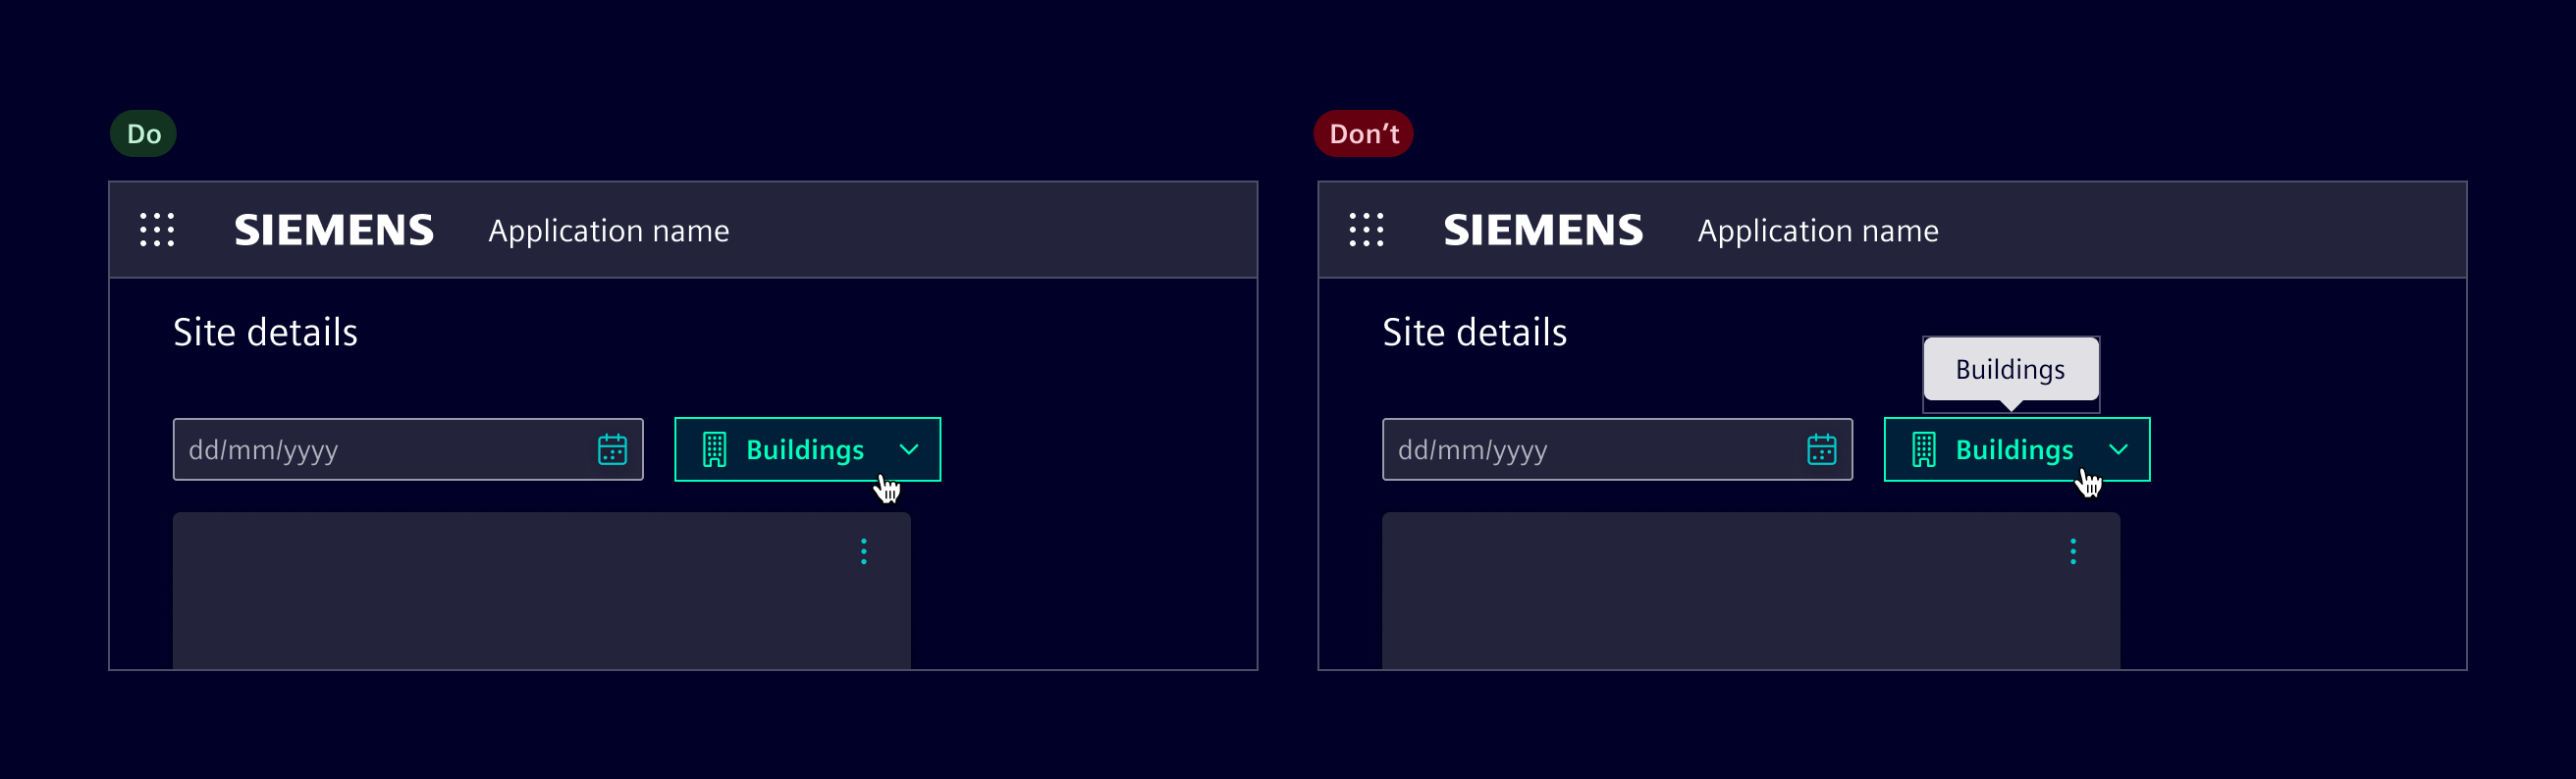 Do
SIEMENS Application name
Site details
dd/mm/yyyy Buildings
Don’t
SIEMENS Application name
Site details
Buildings
dd/mm/yyyy Buildings